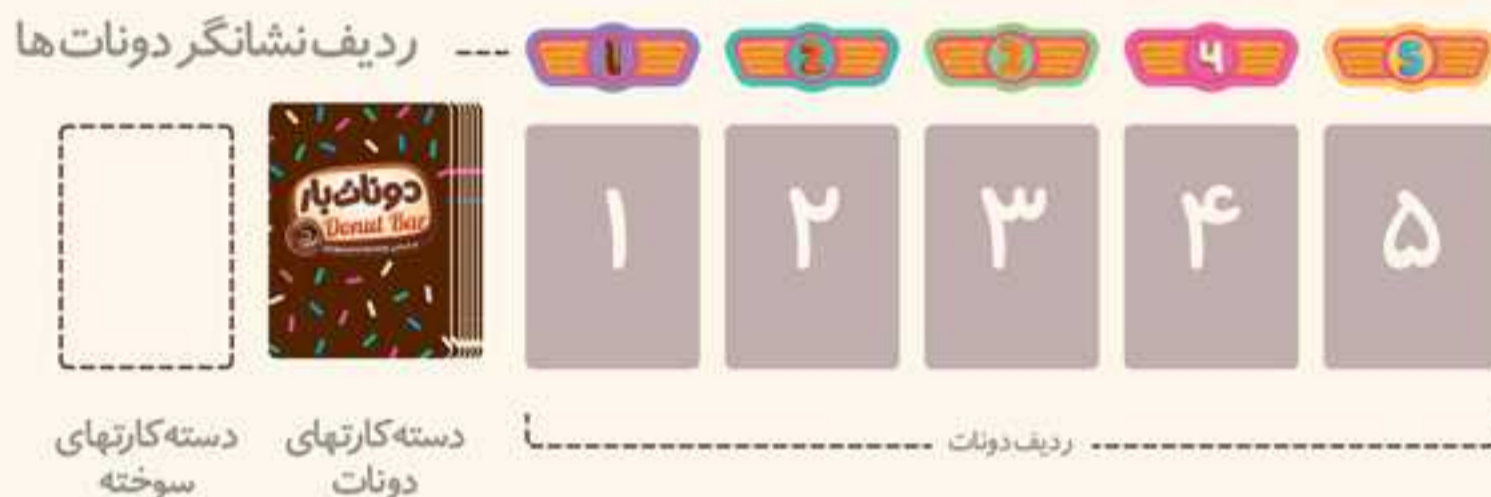 ردیف نشانگر دونات‌ها
1 2 3 4 5
دونات بار
Donut Bar
۱ ۲ ۳ ۴ ۵
دسته کارتهای
سوخته
دسته کارتهای
دونات
ردیف دونات